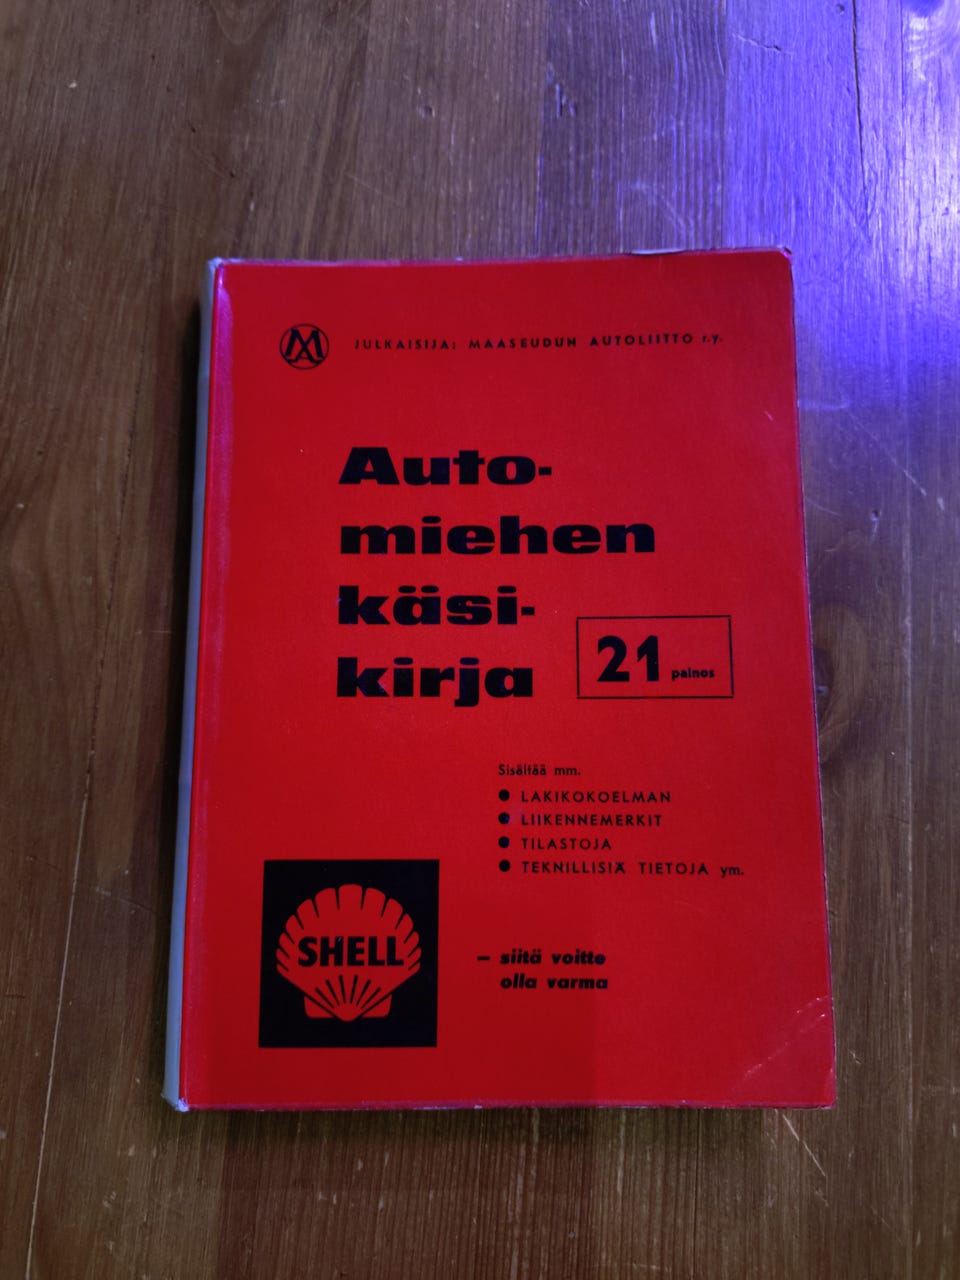 MA
JULKAISIJA: MAASEUDUN AUTOLIITTO r.y.
Auto-
miehen
käsi-
kirja
21 painos
Sisältää mm.
● LAKIKOKOELMAN
● LIIKENNEMERKIT
● TILASTOJA
● TEKNILLISIÄ TIETOJA ym.
SHELL
– siitä voitte
olla varma